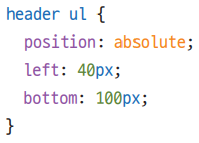 header ul {
  position: absolute;
  left: 40px;
  bottom: 100px;
}